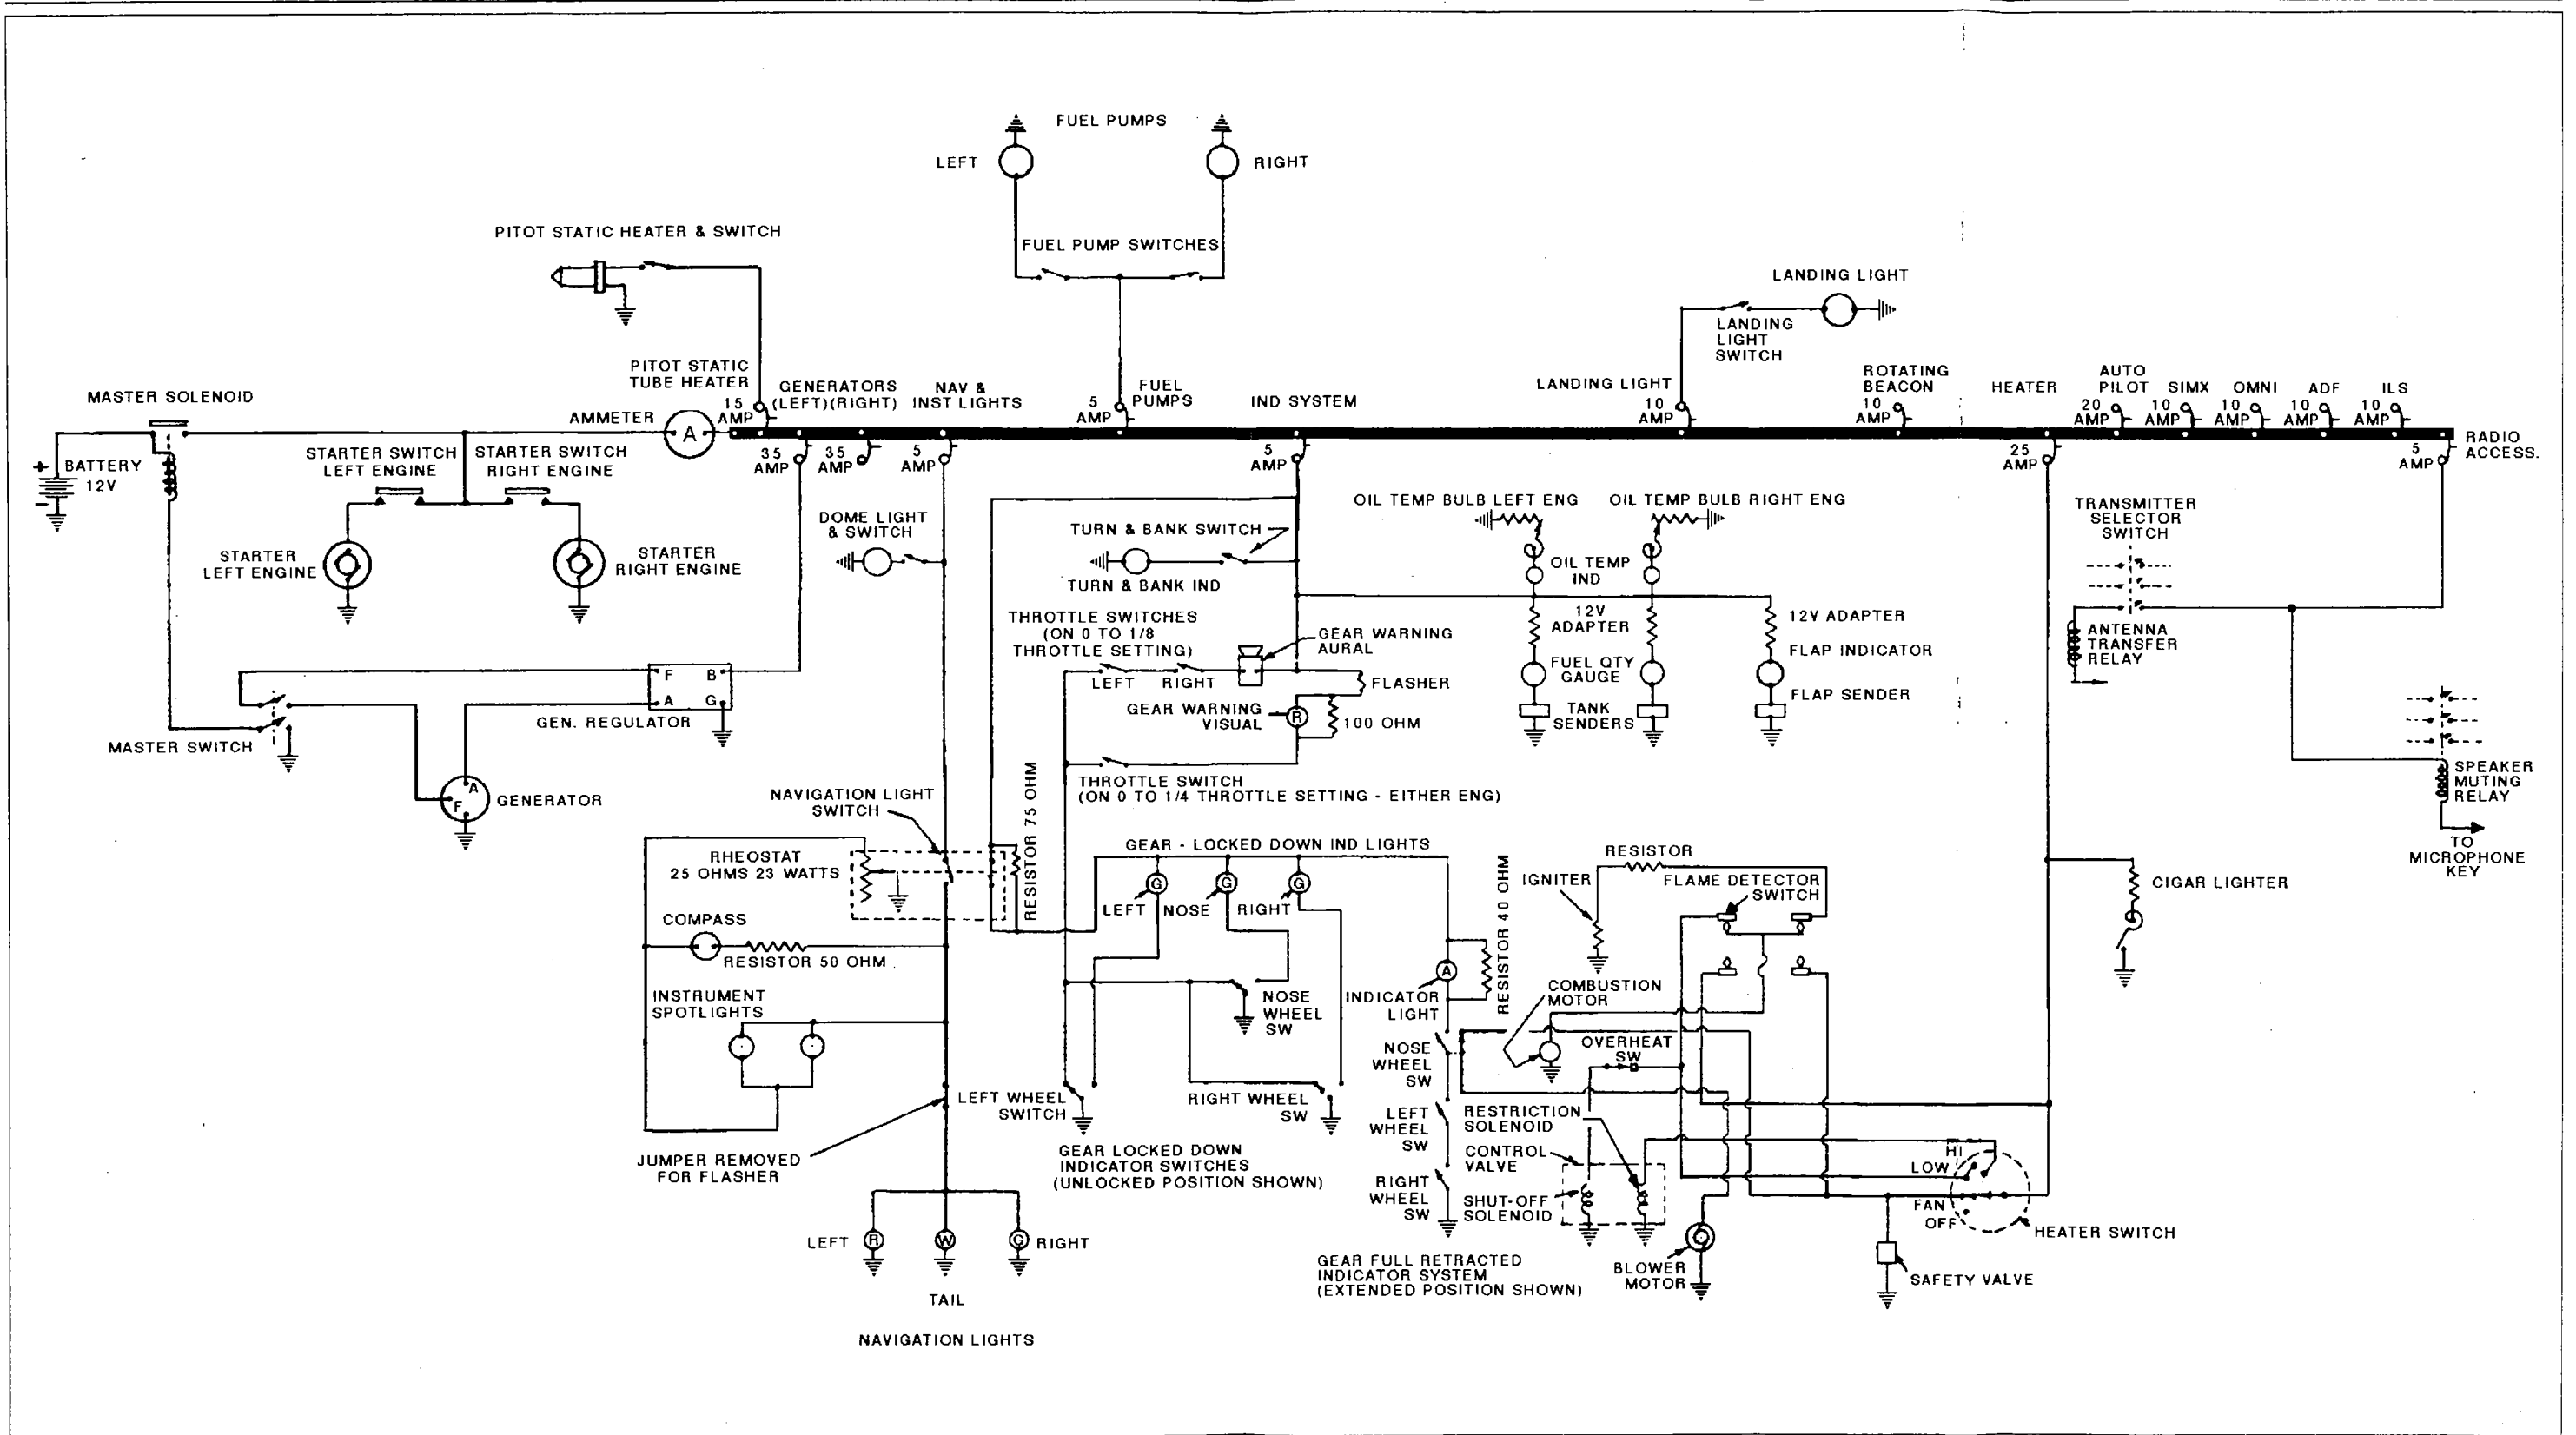 FUEL PUMPS
LEFT
RIGHT
PITOT STATIC HEATER & SWITCH
FUEL PUMP SWITCHES
LANDING LIGHT
LANDING
LIGHT
SWITCH
MASTER SOLENOID
AMMETER
A
PITOT STATIC
TUBE HEATER
15
AMP
GENERATORS
(LEFT)(RIGHT)
NAV &
INST LIGHTS
5
AMP
FUEL
PUMPS
IND SYSTEM
LANDING LIGHT
10
AMP
ROTATING
BEACON
10
AMP
HEATER
AUTO
PILOT
20
AMP
SIMX
10
AMP
OMNI
10
AMP
ADF
10
AMP
ILS
10
AMP
RADIO
ACCESS.
5
AMP
35
AMP
35
AMP
5
AMP
5
AMP
25
AMP
+
BATTERY
12V
−
STARTER SWITCH
LEFT ENGINE
STARTER SWITCH
RIGHT ENGINE
STARTER
LEFT ENGINE
STARTER
RIGHT ENGINE
DOME LIGHT
& SWITCH
TURN & BANK SWITCH
TURN & BANK IND
OIL TEMP BULB LEFT ENG
OIL TEMP BULB RIGHT ENG
OIL TEMP
IND
TRANSMITTER
SELECTOR
SWITCH
THROTTLE SWITCHES
(ON 0 TO 1/8
THROTTLE SETTING)
LEFT
RIGHT
GEAR WARNING
AURAL
FLASHER
GEAR WARNING
VISUAL
R
100 OHM
12V
ADAPTER
FUEL QTY
GAUGE
TANK
SENDERS
12V ADAPTER
FLAP INDICATOR
FLAP SENDER
ANTENNA
TRANSFER
RELAY
F
B
A
G
GEN. REGULATOR
MASTER SWITCH
A
F
GENERATOR
THROTTLE SWITCH
(ON 0 TO 1/4 THROTTLE SETTING - EITHER ENG)
SPEAKER
MUTING
RELAY
TO
MICROPHONE
KEY
NAVIGATION LIGHT
SWITCH
RHEOSTAT
25 OHMS 23 WATTS
RESISTOR 75 OHM
COMPASS
RESISTOR 50 OHM
INSTRUMENT
SPOTLIGHTS
GEAR - LOCKED DOWN IND LIGHTS
G
G
G
LEFT
NOSE
RIGHT
NOSE
WHEEL
SW
LEFT WHEEL
SWITCH
RIGHT WHEEL
SW
GEAR LOCKED DOWN
INDICATOR SWITCHES
(UNLOCKED POSITION SHOWN)
JUMPER REMOVED
FOR FLASHER
LEFT
R
W
G
RIGHT
TAIL
NAVIGATION LIGHTS
RESISTOR 40 OHM
A
INDICATOR
LIGHT
NOSE
WHEEL
SW
LEFT
WHEEL
SW
RIGHT
WHEEL
SW
GEAR FULL RETRACTED
INDICATOR SYSTEM
(EXTENDED POSITION SHOWN)
RESISTOR
IGNITER
FLAME DETECTOR
SWITCH
COMBUSTION
MOTOR
OVERHEAT
SW
RESTRICTION
SOLENOID
CONTROL
VALVE
SHUT-OFF
SOLENOID
BLOWER
MOTOR
HI
LOW
FAN
OFF
HEATER SWITCH
SAFETY VALVE
CIGAR LIGHTER